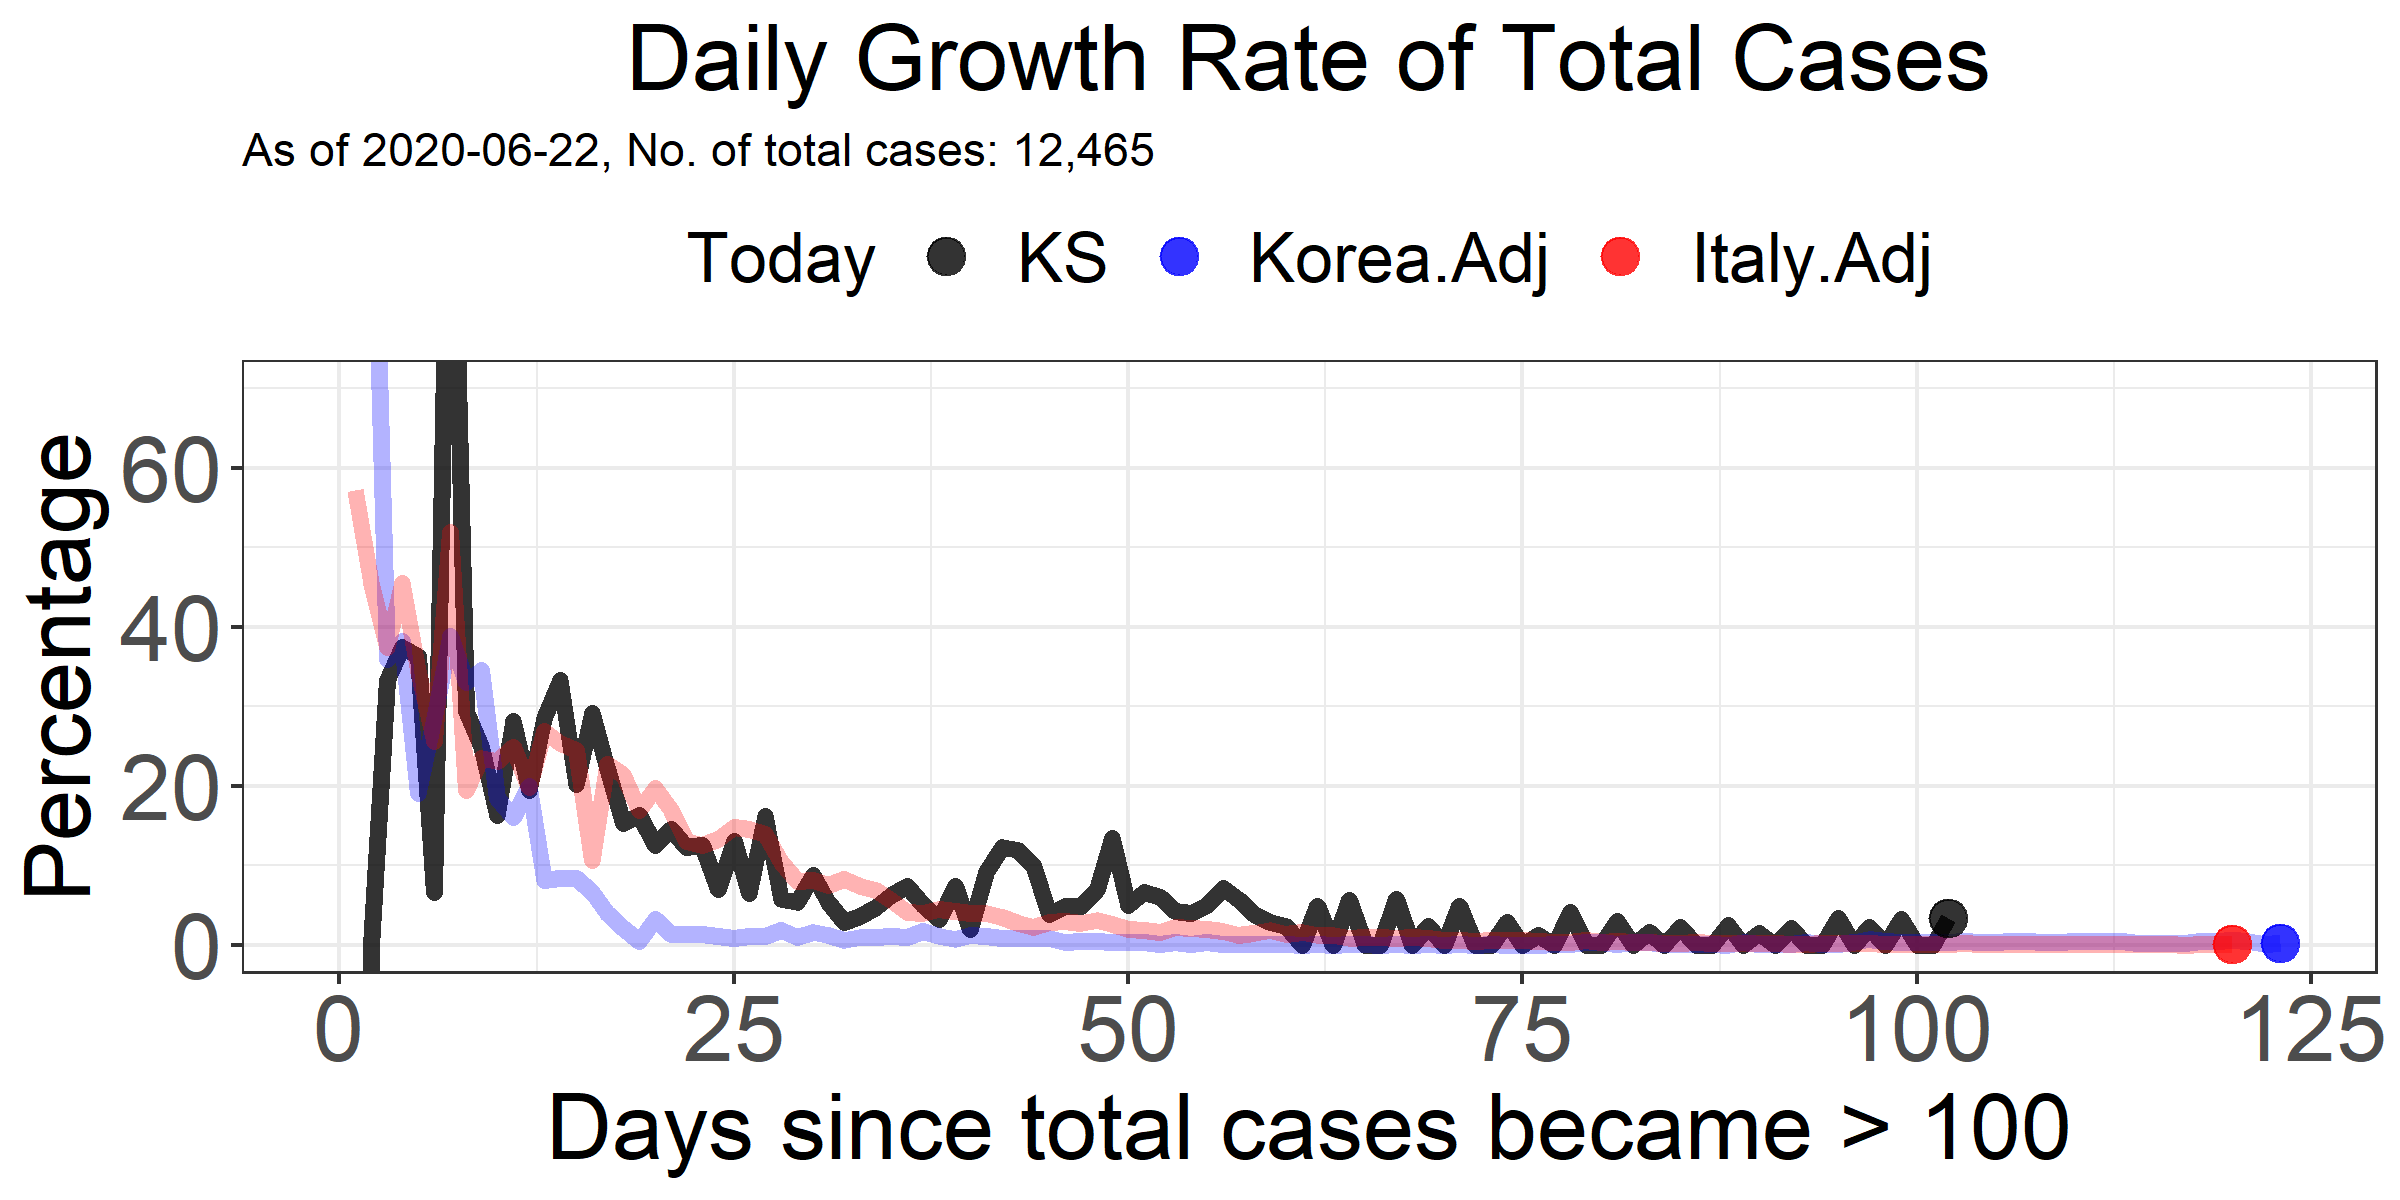 Daily Growth Rate of Total Cases
As of 2020-06-22, No. of total cases: 12,465
Today KS Korea.Adj Italy.Adj
Percentage
60
40
20
0
0 25 50 75 100 125
Days since total cases became > 100